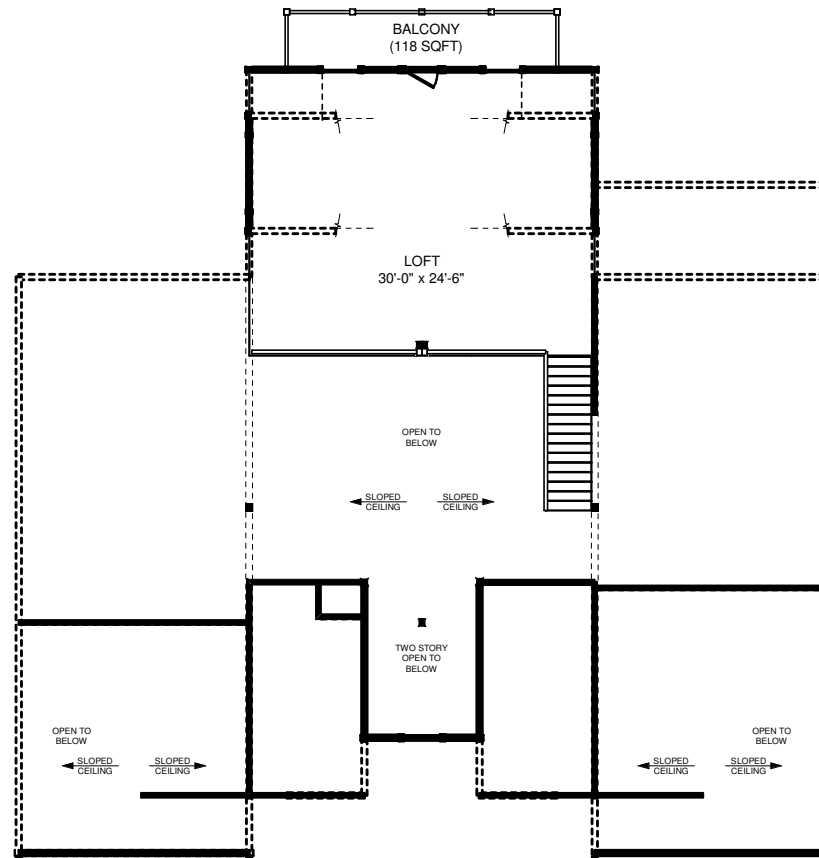 BALCONY
(118 SQFT)
LOFT
30'-0" x 24'-6"
OPEN TO
BELOW
SLOPED
CEILING
SLOPED
CEILING
TWO STORY
OPEN TO
BELOW
OPEN TO
BELOW
SLOPED
CEILING
SLOPED
CEILING
OPEN TO
BELOW
SLOPED
CEILING
SLOPED
CEILING